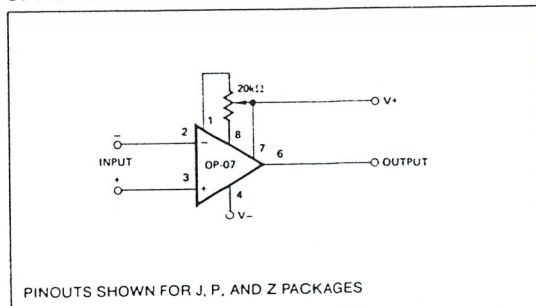 20kΩ
V+
1
8
−
2
−
7
6
INPUT
OP-07
OUTPUT
+
3
+
4
V−
PINOUTS SHOWN FOR J, P, AND Z PACKAGES